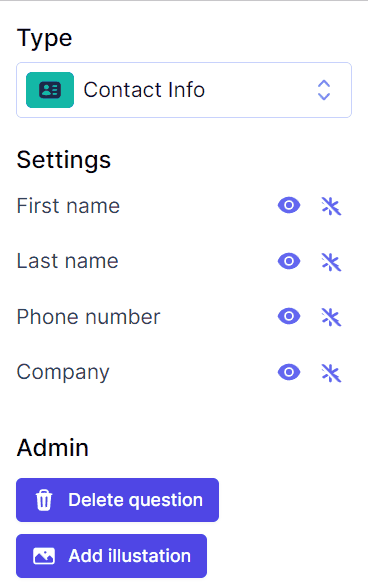 Type
Contact Info
Settings
First name
Last name
Phone number
Company
Admin
Delete question
Add illustation